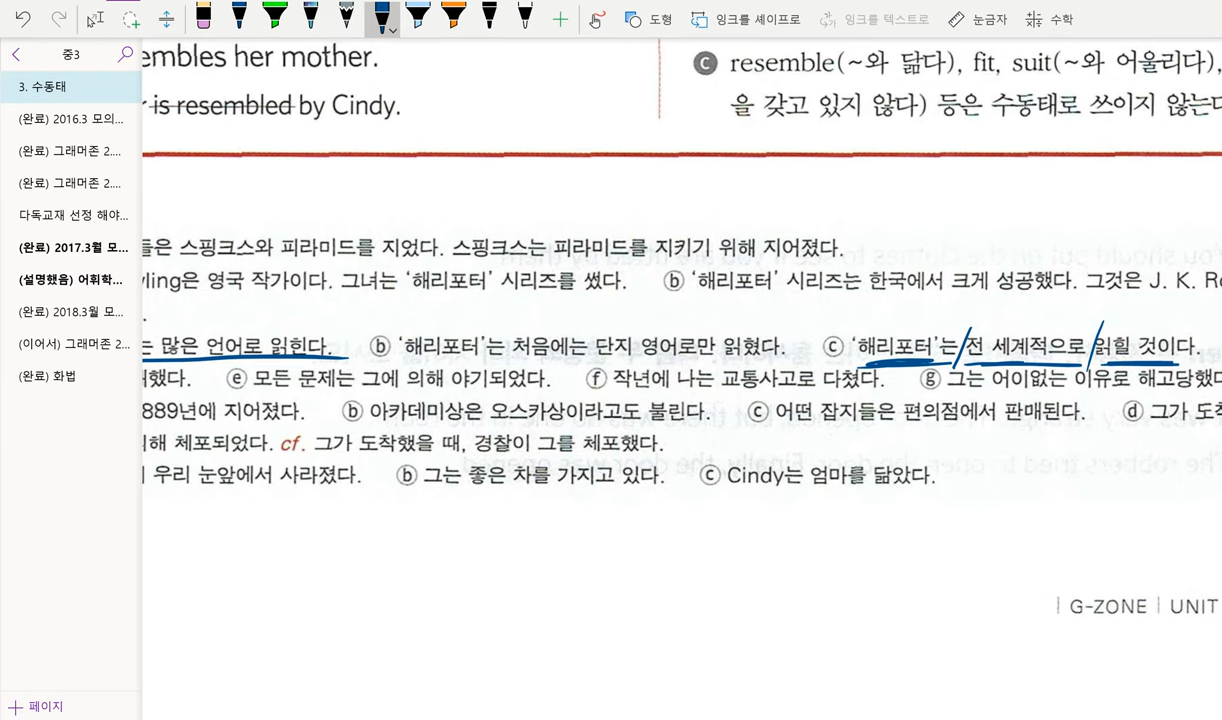 도형
잉크를 셰이프로
잉크를 텍스트로
눈금자
수학
중3
3. 수동태
(완료) 2016.3 모의...
(완료) 그래머존 2....
(완료) 그래머존 2....
다독교재 선정 해야...
(완료) 2017.3월 모...
(설명했음) 어휘학...
(완료) 2018.3월 모...
(이어서) 그래머존 2...
(완료) 화법
페이지
embles her mother.
is resembled by Cindy.
C resemble(~와 닮다), fit, suit(~와 어울리다),
을 갖고 있지 않다) 등은 수동태로 쓰이지 않는다
들은 스핑크스와 피라미드를 지었다. 스핑크스는 피라미드를 지키기 위해 지어졌다.
ling은 영국 작가이다. 그녀는 ‘해리포터’ 시리즈를 썼다. ⓑ ‘해리포터’ 시리즈는 한국에서 크게 성공했다. 그것은 J. K. Ro
는 많은 언어로 읽힌다. ⓑ ‘해리포터’는 처음에는 단지 영어로만 읽혔다. ⓒ ‘해리포터’는 전 세계적으로 읽힐 것이다.
했다. ⓔ 모든 문제는 그에 의해 야기되었다. ⓕ 작년에 나는 교통사고로 다쳤다. ⓖ 그는 어이없는 이유로 해고당했다
889년에 지어졌다. ⓑ 아카데미상은 오스카상이라고도 불린다. ⓒ 어떤 잡지들은 편의점에서 판매된다. ⓓ 그가 도착
해 체포되었다. cf. 그가 도착했을 때, 경찰이 그를 체포했다.
우리 눈앞에서 사라졌다. ⓑ 그는 좋은 차를 가지고 있다. ⓒ Cindy는 엄마를 닮았다.
G-ZONE | UNIT